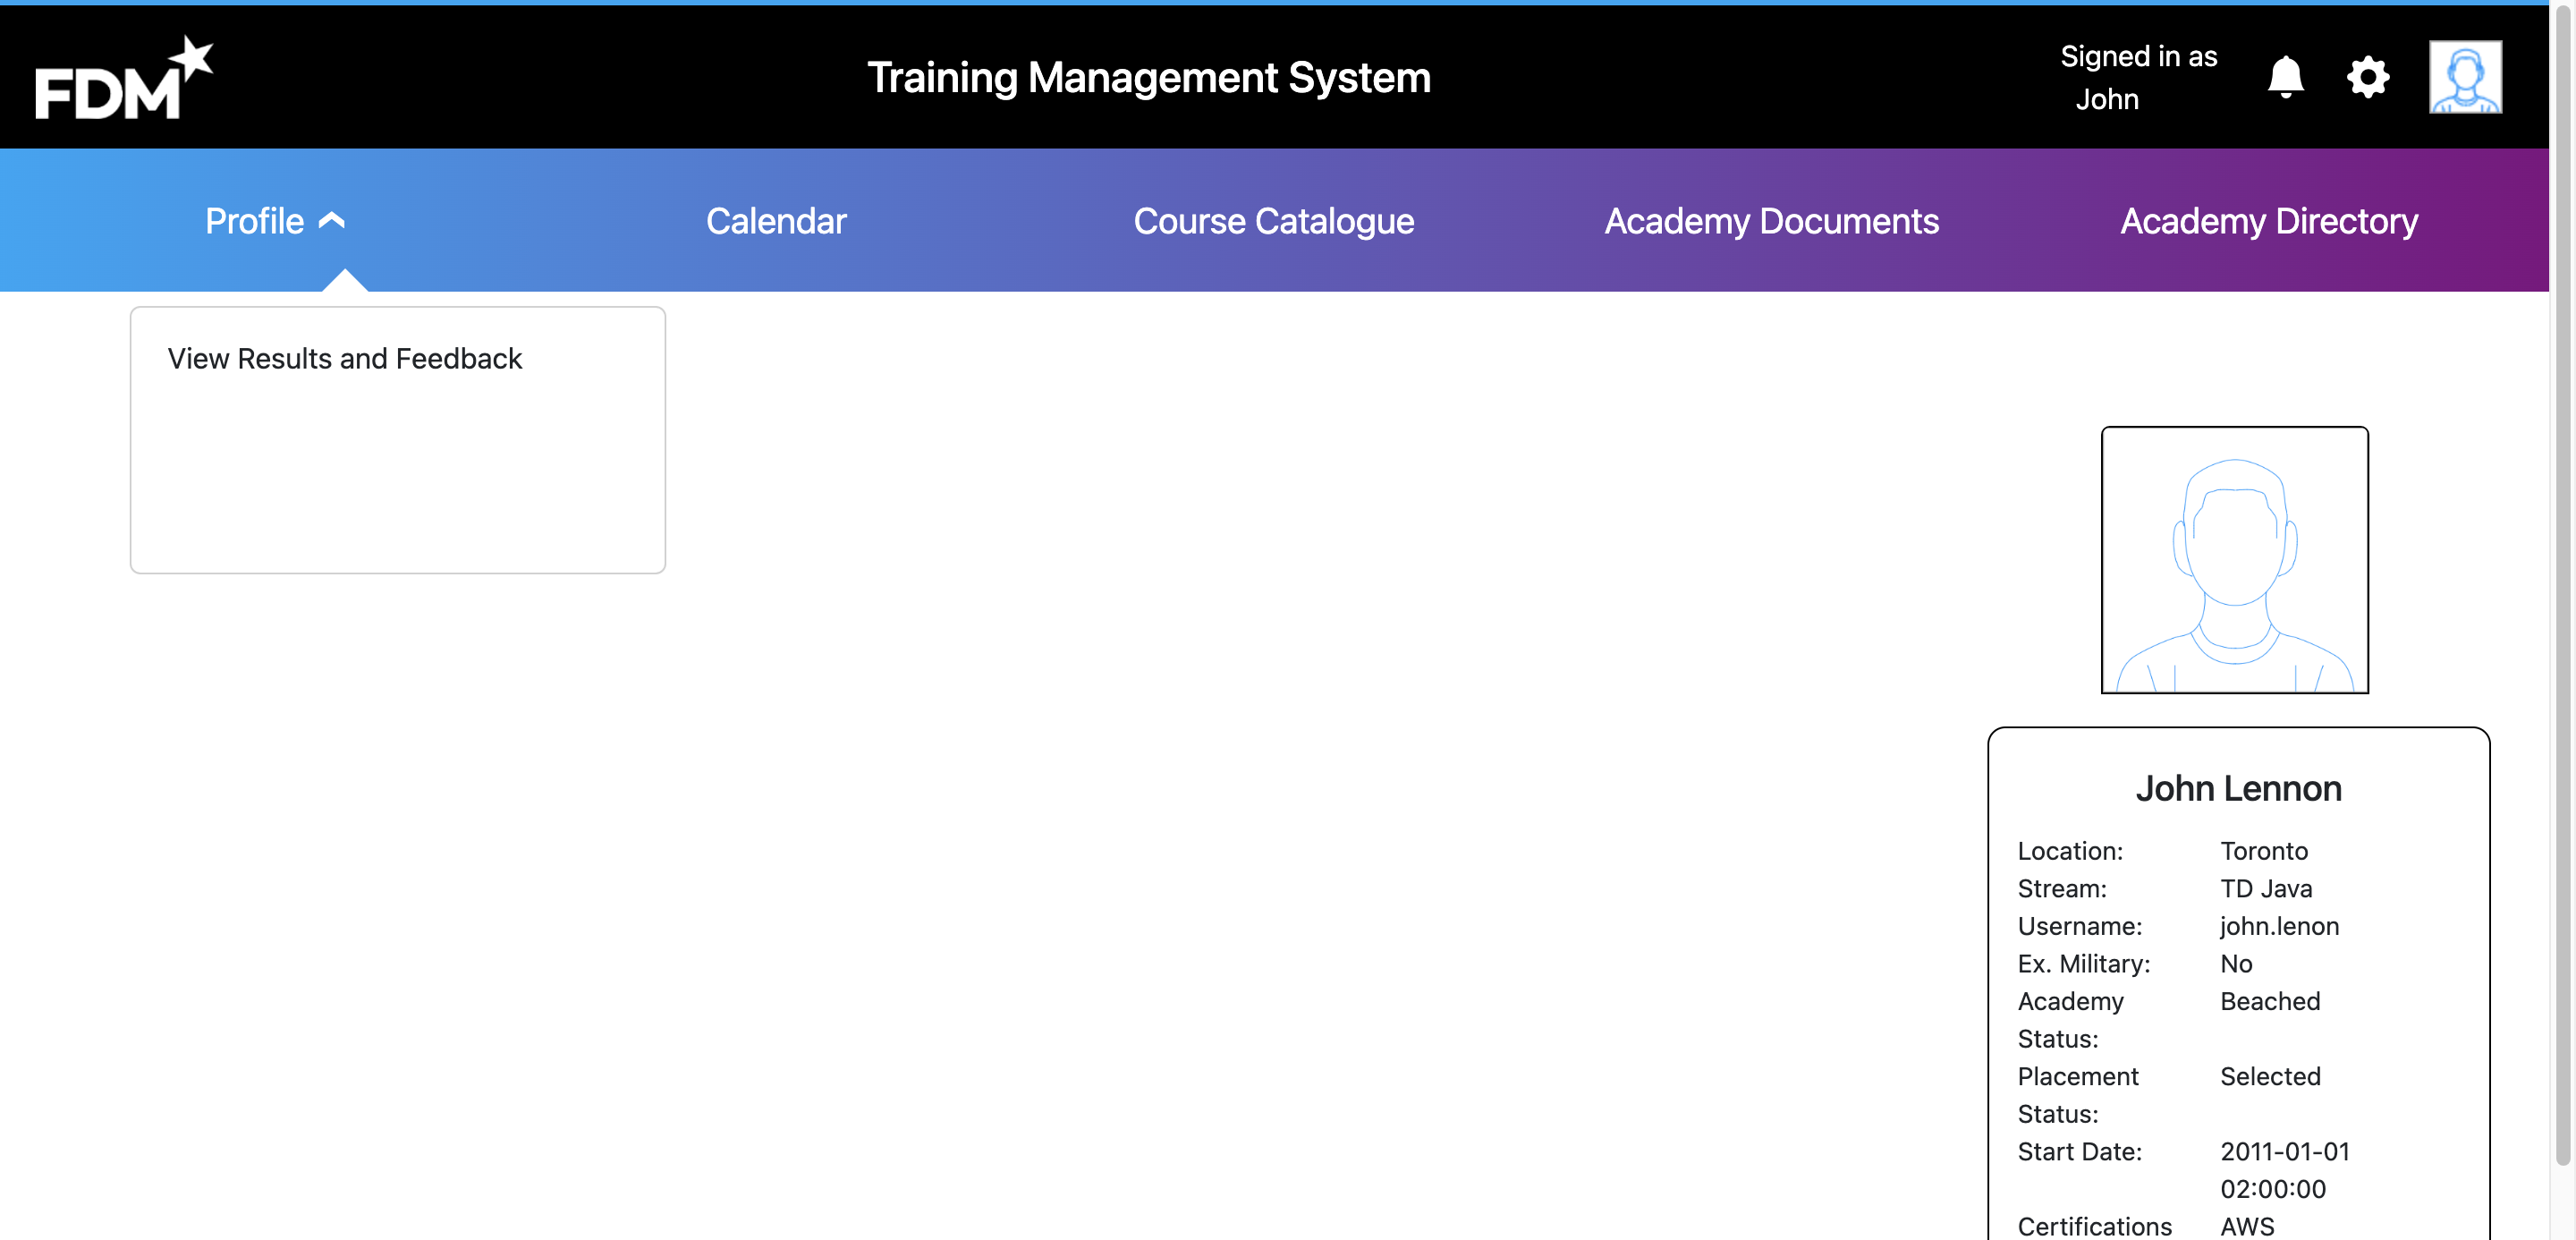 FDM
Training Management System
Signed in as
John
Profile
Calendar
Course Catalogue
Academy Documents
Academy Directory
View Results and Feedback
John Lennon
Location: Toronto
Stream: TD Java
Username: john.lenon
Ex. Military: No
Academy Beached
Status:
Placement Selected
Status:
Start Date: 2011-01-01
02:00:00
Certifications AWS